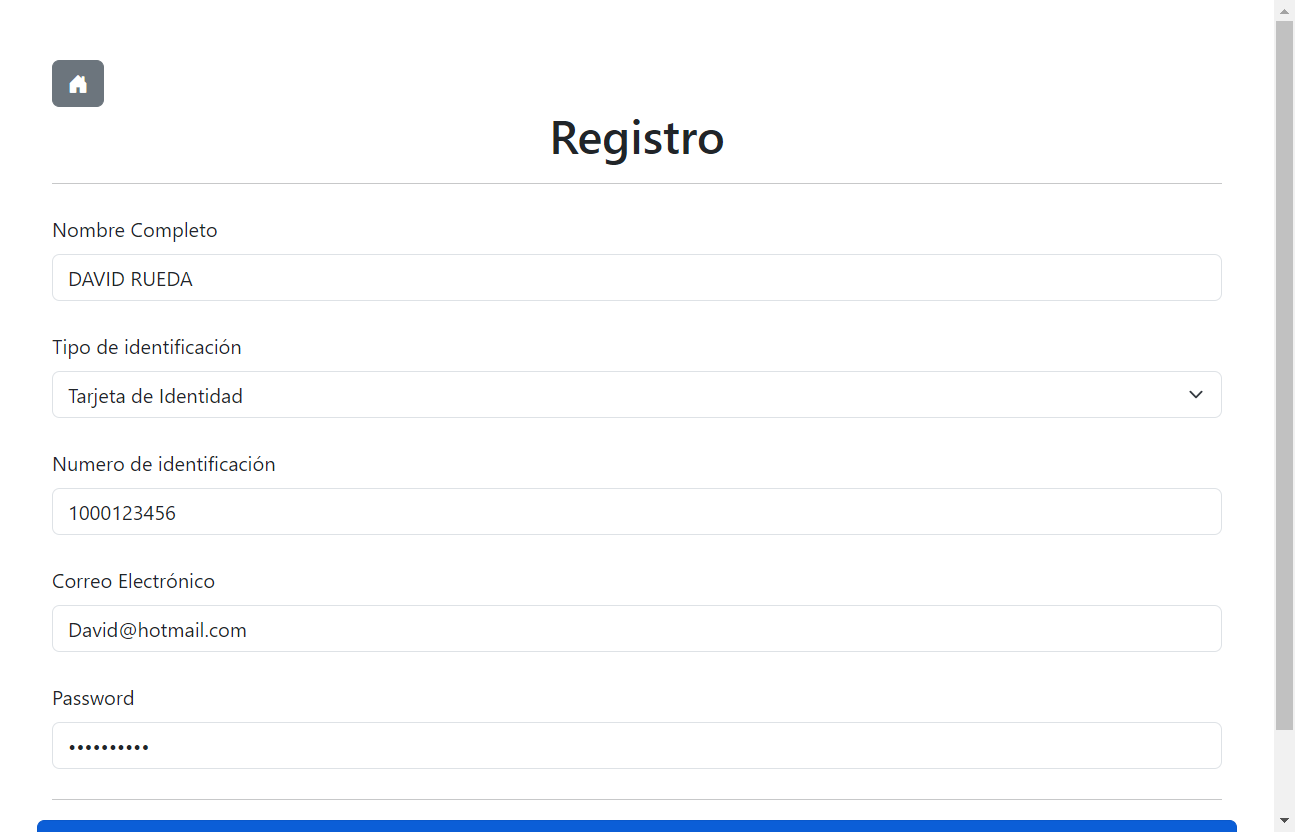 Registro
Nombre Completo
DAVID RUEDA
Tipo de identificación
Tarjeta de Identidad
Numero de identificación
1000123456
Correo Electrónico
David@hotmail.com
Password
••••••••••